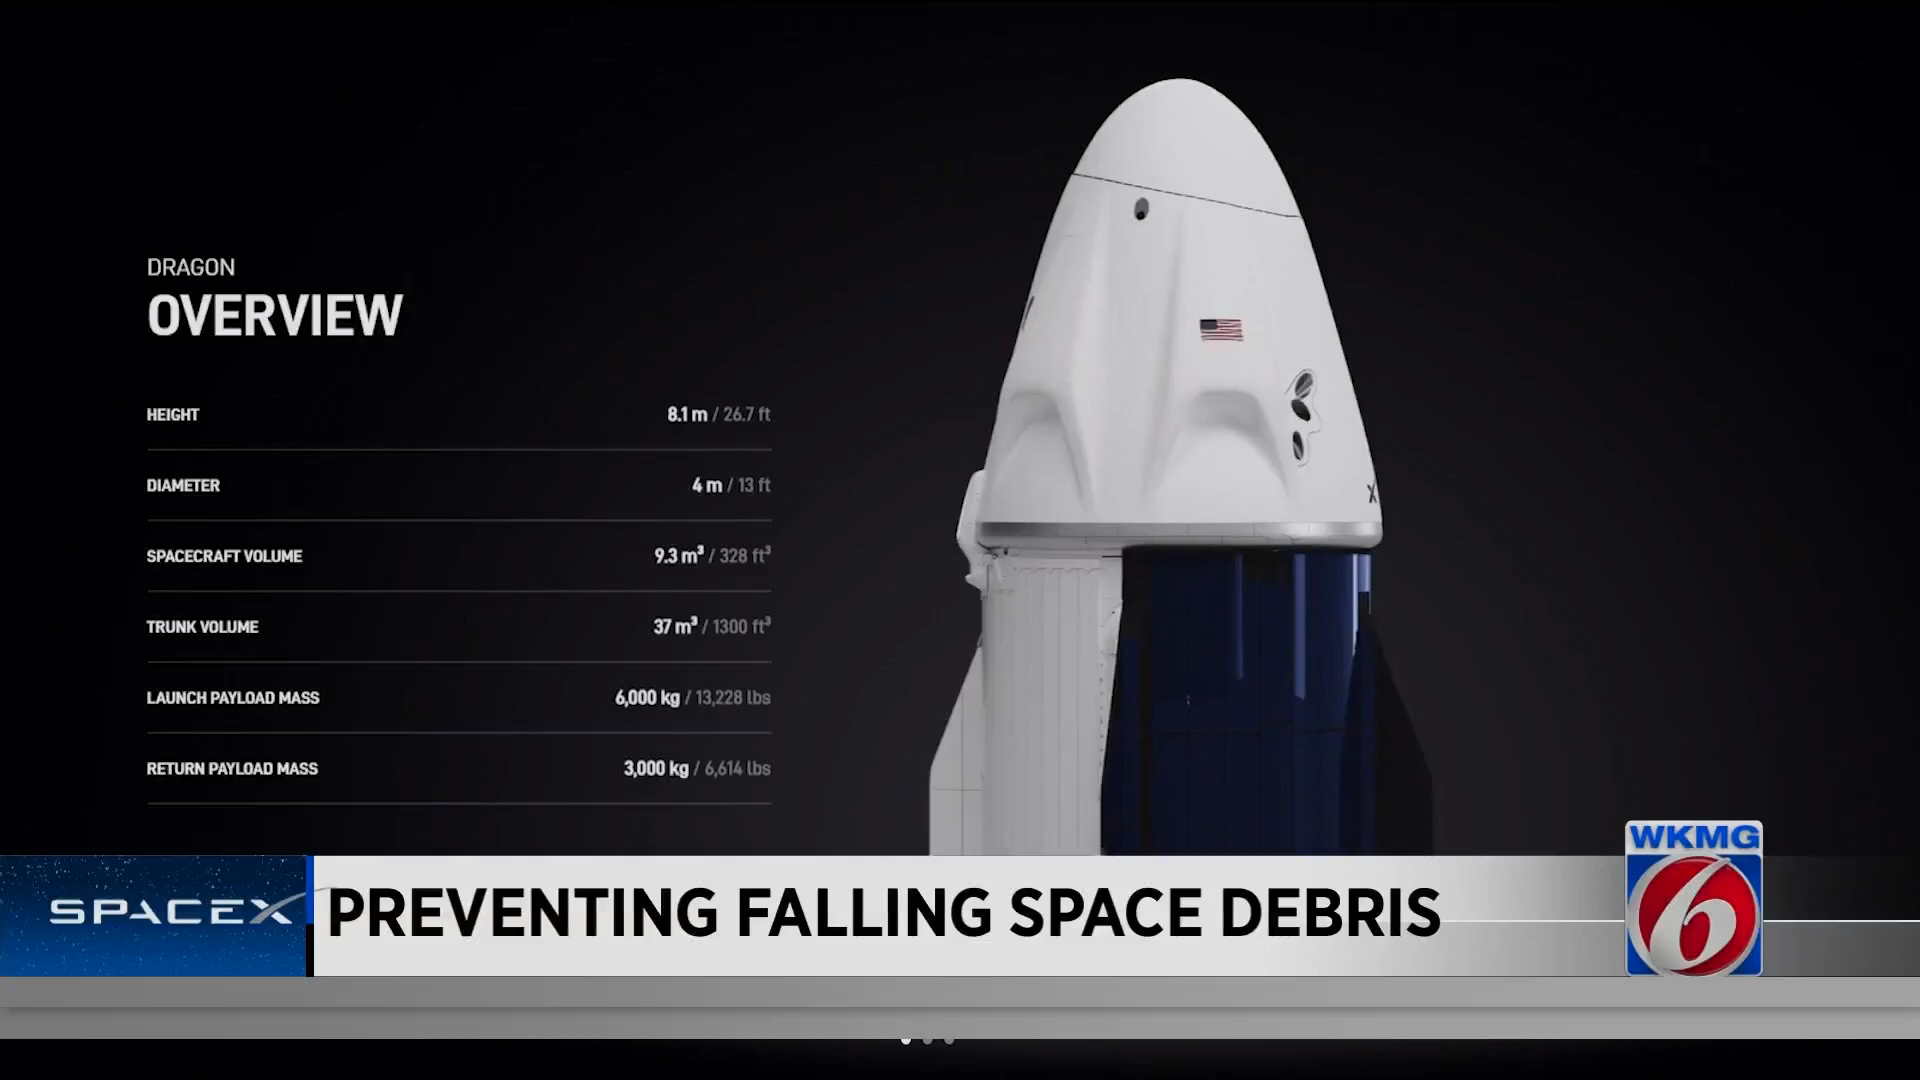 DRAGON
OVERVIEW
HEIGHT 8.1 m / 26.7 ft
DIAMETER 4 m / 13 ft
SPACECRAFT VOLUME 9.3 m³ / 328 ft³
TRUNK VOLUME 37 m³ / 1300 ft³
LAUNCH PAYLOAD MASS 6,000 kg / 13,228 lbs
RETURN PAYLOAD MASS 3,000 kg / 6,614 lbs
X
SPACEX PREVENTING FALLING SPACE DEBRIS
WKMG
6